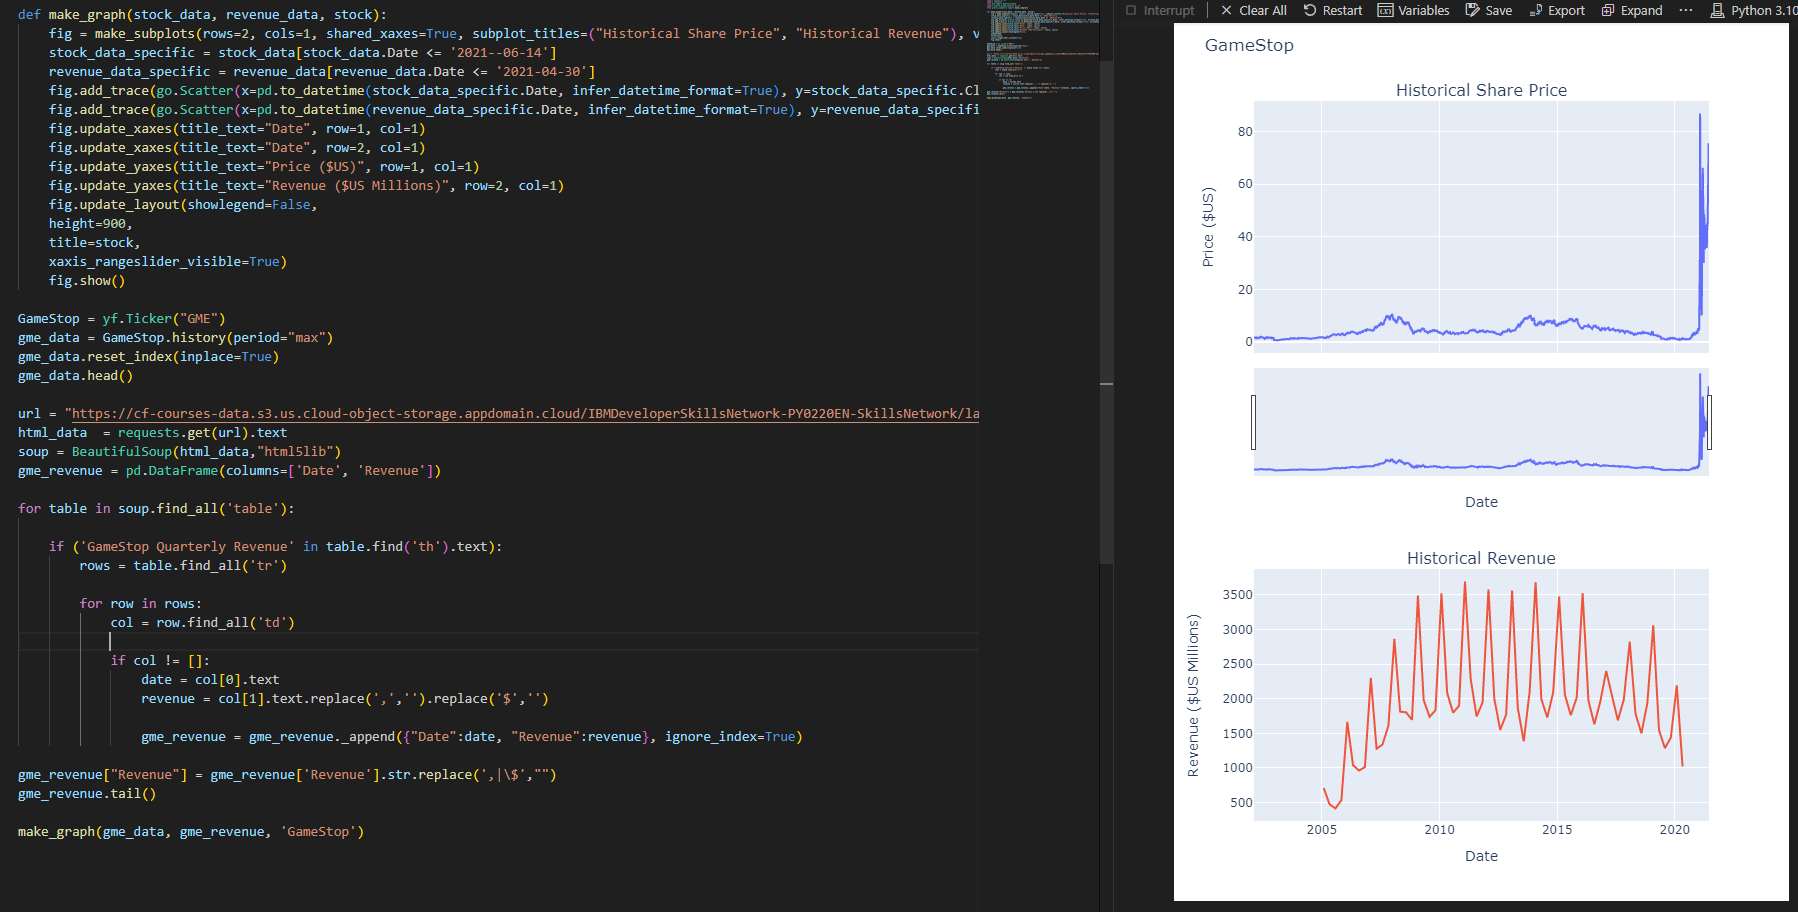 def make_graph(stock_data, revenue_data, stock):
    fig = make_subplots(rows=2, cols=1, shared_xaxes=True, subplot_titles=("Historical Share Price", "Historical Revenue"), v
    stock_data_specific = stock_data[stock_data.Date <= '2021--06-14']
    revenue_data_specific = revenue_data[revenue_data.Date <= '2021-04-30']
    fig.add_trace(go.Scatter(x=pd.to_datetime(stock_data_specific.Date, infer_datetime_format=True), y=stock_data_specific.Cl
    fig.add_trace(go.Scatter(x=pd.to_datetime(revenue_data_specific.Date, infer_datetime_format=True), y=revenue_data_specifi
    fig.update_xaxes(title_text="Date", row=1, col=1)
    fig.update_xaxes(title_text="Date", row=2, col=1)
    fig.update_yaxes(title_text="Price ($US)", row=1, col=1)
    fig.update_yaxes(title_text="Revenue ($US Millions)", row=2, col=1)
    fig.update_layout(showlegend=False,
    height=900,
    title=stock,
    xaxis_rangeslider_visible=True)
    fig.show()
GameStop = yf.Ticker("GME")
gme_data = GameStop.history(period="max")
gme_data.reset_index(inplace=True)
gme_data.head()
url = "https://cf-courses-data.s3.us.cloud-object-storage.appdomain.cloud/IBMDeveloperSkillsNetwork-PY0220EN-SkillsNetwork/la
html_data  = requests.get(url).text
soup = BeautifulSoup(html_data,"html5lib")
gme_revenue = pd.DataFrame(columns=['Date', 'Revenue'])
for table in soup.find_all('table'):
    if ('GameStop Quarterly Revenue' in table.find('th').text):
        rows = table.find_all('tr')
        for row in rows:
            col = row.find_all('td')
            if col != []:
                date = col[0].text
                revenue = col[1].text.replace(',','').replace('$','')
                gme_revenue = gme_revenue._append({"Date":date, "Revenue":revenue}, ignore_index=True)
gme_revenue["Revenue"] = gme_revenue['Revenue'].str.replace(',|\$',"")
gme_revenue.tail()
make_graph(gme_data, gme_revenue, 'GameStop')
Interrupt
Clear All
Restart
Variables
Save
Export
Expand
Python 3.10
GameStop
Historical Share Price
Price ($US)
80
60
40
20
0
Date
Historical Revenue
Revenue ($US Millions)
3500
3000
2500
2000
1500
1000
500
2005
2010
2015
2020
Date